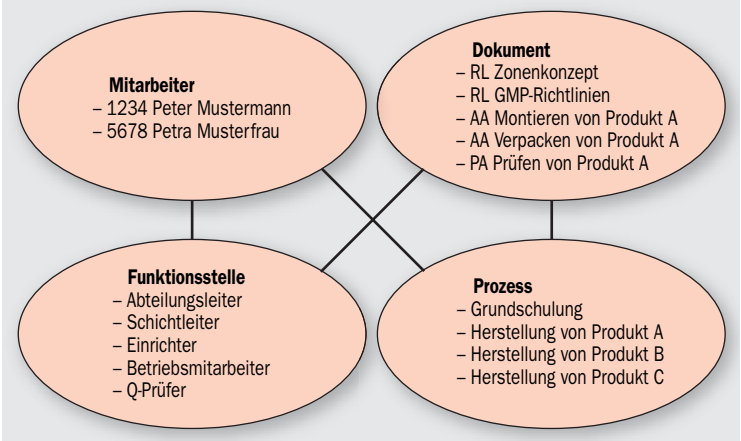 Mitarbeiter
– 1234 Peter Mustermann
– 5678 Petra Musterfrau
Dokument
– RL Zonenkonzept
– RL GMP-Richtlinien
– AA Montieren von Produkt A
– AA Verpacken von Produkt A
– PA Prüfen von Produkt A
Funktionsstelle
– Abteilungsleiter
– Schichtleiter
– Einrichter
– Betriebsmitarbeiter
– Q-Prüfer
Prozess
– Grundschulung
– Herstellung von Produkt A
– Herstellung von Produkt B
– Herstellung von Produkt C